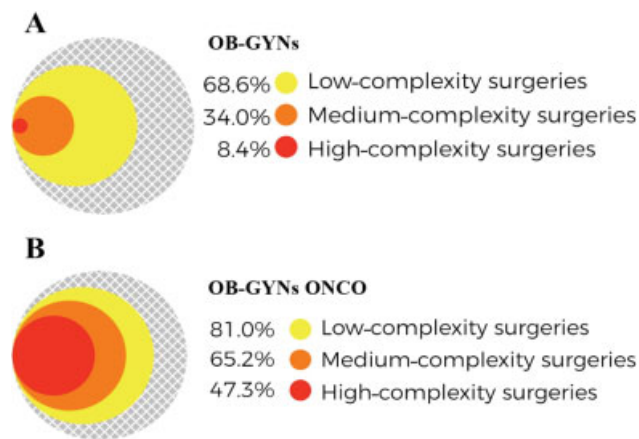 A
OB-GYNs
68.6% Low-complexity surgeries
34.0% Medium-complexity surgeries
8.4% High-complexity surgeries
B
OB-GYNs ONCO
81.0% Low-complexity surgeries
65.2% Medium-complexity surgeries
47.3% High-complexity surgeries